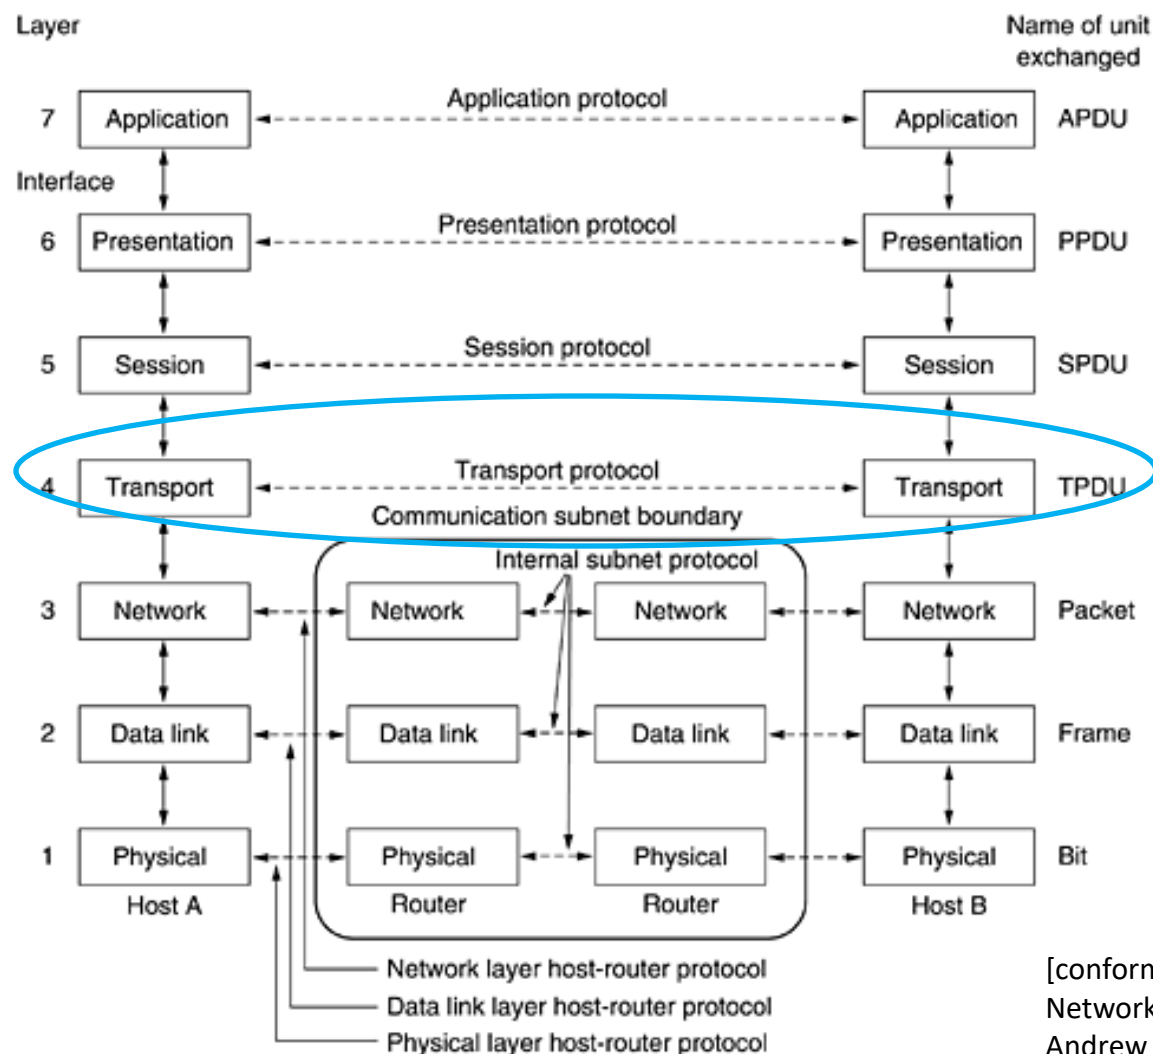 Layer
Name of unit
exchanged
7 Application Application protocol Application APDU
Interface
6 Presentation Presentation protocol Presentation PPDU
5 Session Session protocol Session SPDU
4 Transport Transport protocol Transport TPDU
Communication subnet boundary
Internal subnet protocol
3 Network Network Network Network Packet
2 Data link Data link Data link Data link Frame
1 Physical Physical Physical Physical Bit
Host A Router Router Host B
Network layer host-router protocol
Data link layer host-router protocol
Physical layer host-router protocol
[conform
Network
Andrew